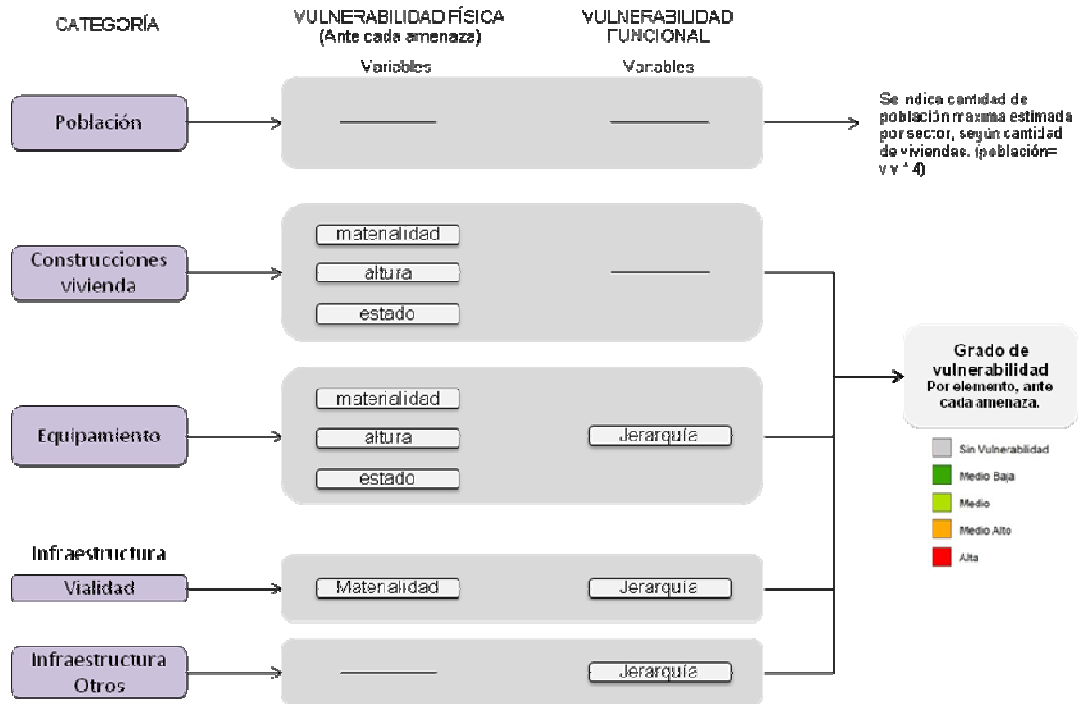 CATEGORÍA
VULNERABILIDAD FÍSICA
(Ante cada amenaza)
Variables
VULNERABILIDAD
FUNCIONAL
Variables
Población
Se indica cantidad de
población maxima estimada
por sector, según cantidad
de viviendas. (población=
viv * 4)
Construcciones
vivienda
materialidad
altura
estado
Equipamiento
materialidad
altura
estado
Jerarquía
Grado de
vulnerabilidad
Por elemento, ante
cada amenaza.
Sin Vulnerabilidad
Medio Baja
Medio
Medio Alto
Alta
Infraestructura
Vialidad
Materialidad
Jerarquía
Infraestructura
Otros
Jerarquía